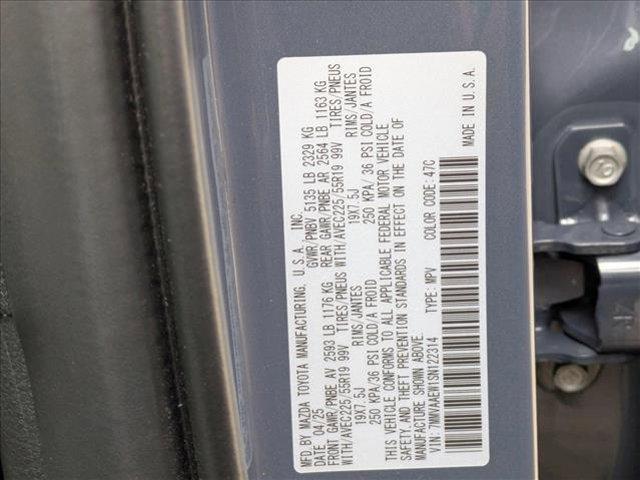 MFD BY MAZDA TOYOTA MANUFACTURING, U.S.A. INC.
DATE 04/25 GVWR/PNBV 5135 LB 2329 KG
FRONT GAWR/PNBE AV 2593 LB 1176 KG REAR GAWR/PNBE AR 2564 LB 1163 KG
WITH/AVEC225/55R19 99V TIRES/PNEUS WITH/AVEC225/55R19 99V TIRES/PNEUS
19X7.5J RIMS/JANTES 19X7.5J RIMS/JANTES
250 KPA/36 PSI COLD/A FROID 250 KPA/ 36 PSI COLD/A FROID
THIS VEHICLE CONFORMS TO ALL APPLICABLE FEDERAL MOTOR VEHICLE
SAFETY, AND THEFT PREVENTION STANDARDS IN EFFECT ON THE DATE OF
MANUFACTURE SHOWN ABOVE.
VIN: 7MMVAAEM1SN122314 TYPE: MPV COLOR CODE: 47C MADE IN U.S.A.